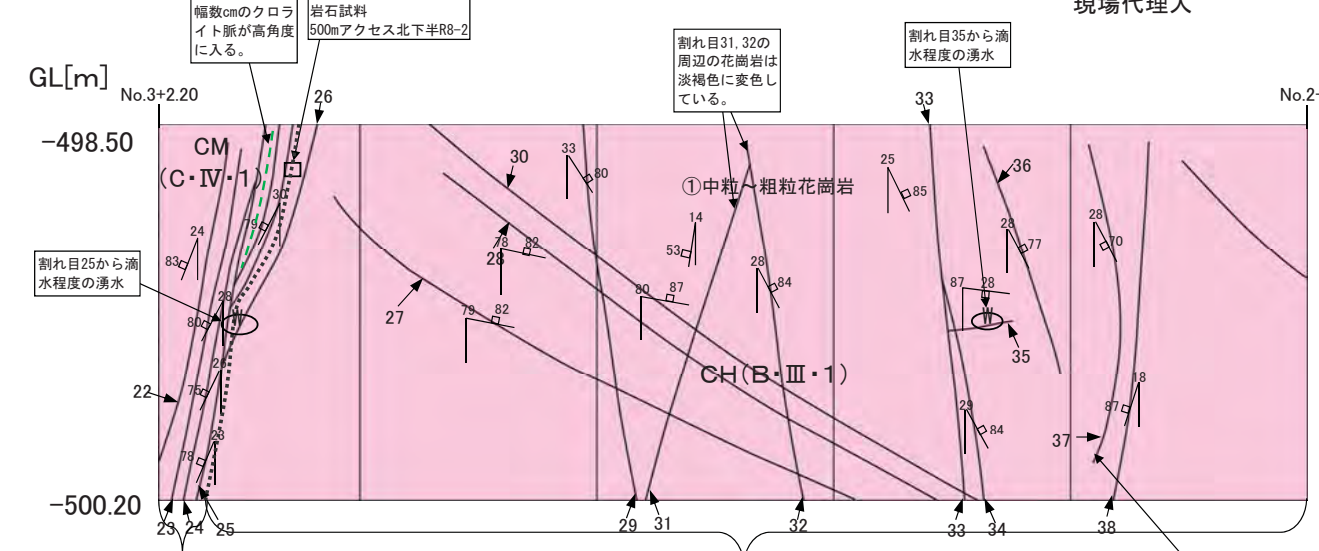 現場代理人
幅数cmのクロラ
イト脈が高角度
に入る。
岩石試料
500mアクセス北下半R8-2
割れ目31,32の
周辺の花崗岩は
淡褐色に変色し
ている。
割れ目35から滴
水程度の湧水
GL[m]
No.3+2.20
26
33
No.2-
-498.50
CM
(C・Ⅳ・1)
30
33
80
①中粒～粗粒花崗岩
25
85
36
30
79
24
83
14
53
28
77
28
70
78
82
28
割れ目25から滴
水程度の湧水
28
80
W
27
79
82
80
87
28
84
87
28
W
35
22
75
CH(B・Ⅲ・1)
29
84
18
87
37
23
78
-500.20
23
24
25
29
31
32
33
34
38